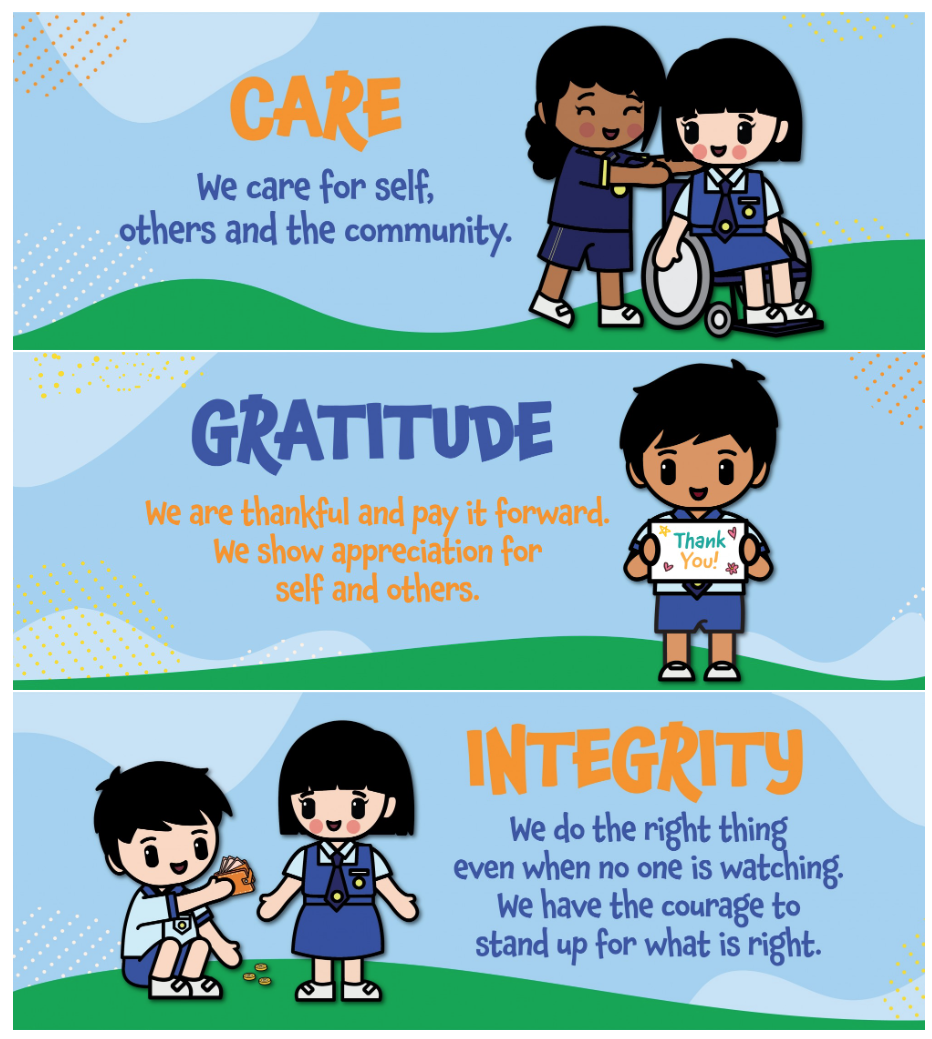 CARE
We care for self,
others and the community.
GRATITUDE
We are thankful and pay it forward.
We show appreciation for
self and others.
Thank
You!
INTEGRITY
We do the right thing
even when no one is watching.
We have the courage to
stand up for what is right.